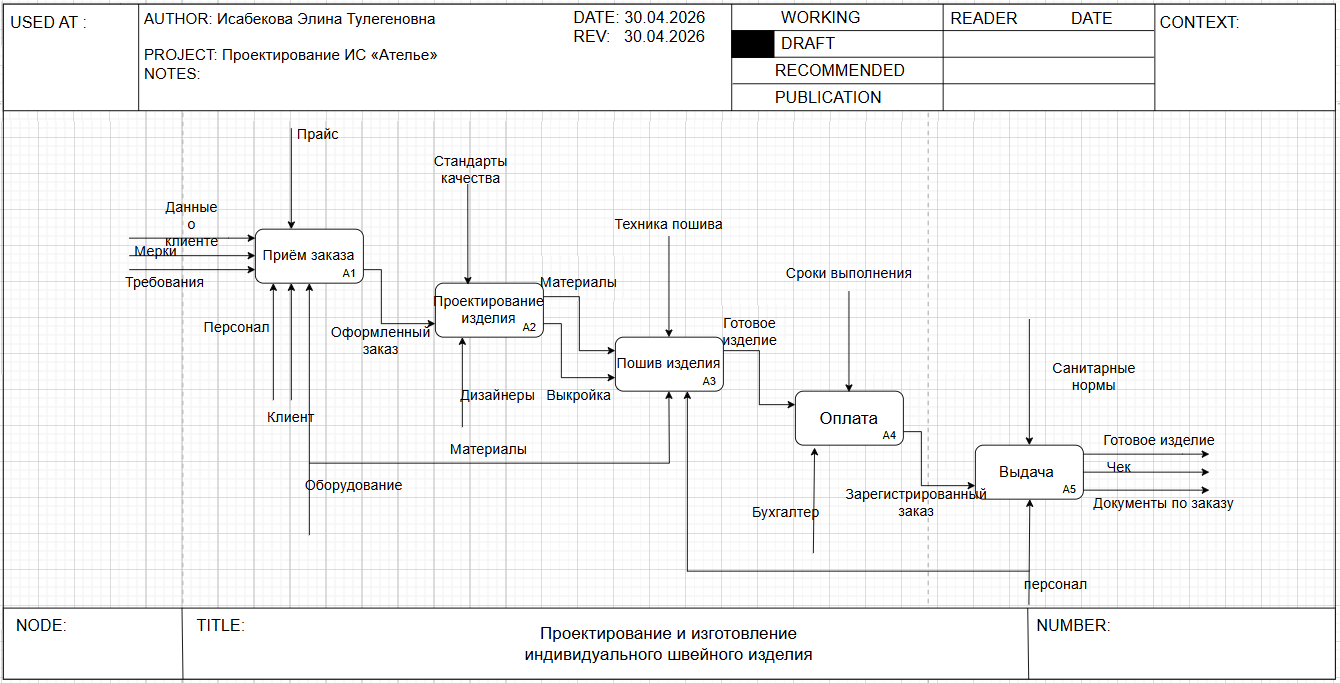 USED AT :
AUTHOR: Исабекова Элина Тулегеновна
DATE: 30.04.2026
REV: 30.04.2026
PROJECT: Проектирование ИС «Ателье»
NOTES:
WORKING
DRAFT
RECOMMENDED
PUBLICATION
READER
DATE
CONTEXT:
Прайс
Стандарты
качества
Данные
о
клиенте
Мерки
Требования
Приём заказа
A1
Техника пошива
Сроки выполнения
Материалы
Проектирование
изделия
A2
Персонал
Оформленный
заказ
Готовое
изделие
Пошив изделия
A3
Санитарные
нормы
Дизайнеры
Выкройка
Клиент
Оплата
A4
Материалы
Готовое изделие
Чек
Документы по заказу
Выдача
A5
Оборудование
Зарегистрированный
заказ
Бухгалтер
персонал
NODE:
TITLE:
Проектирование и изготовление
индивидуального швейного изделия
NUMBER: